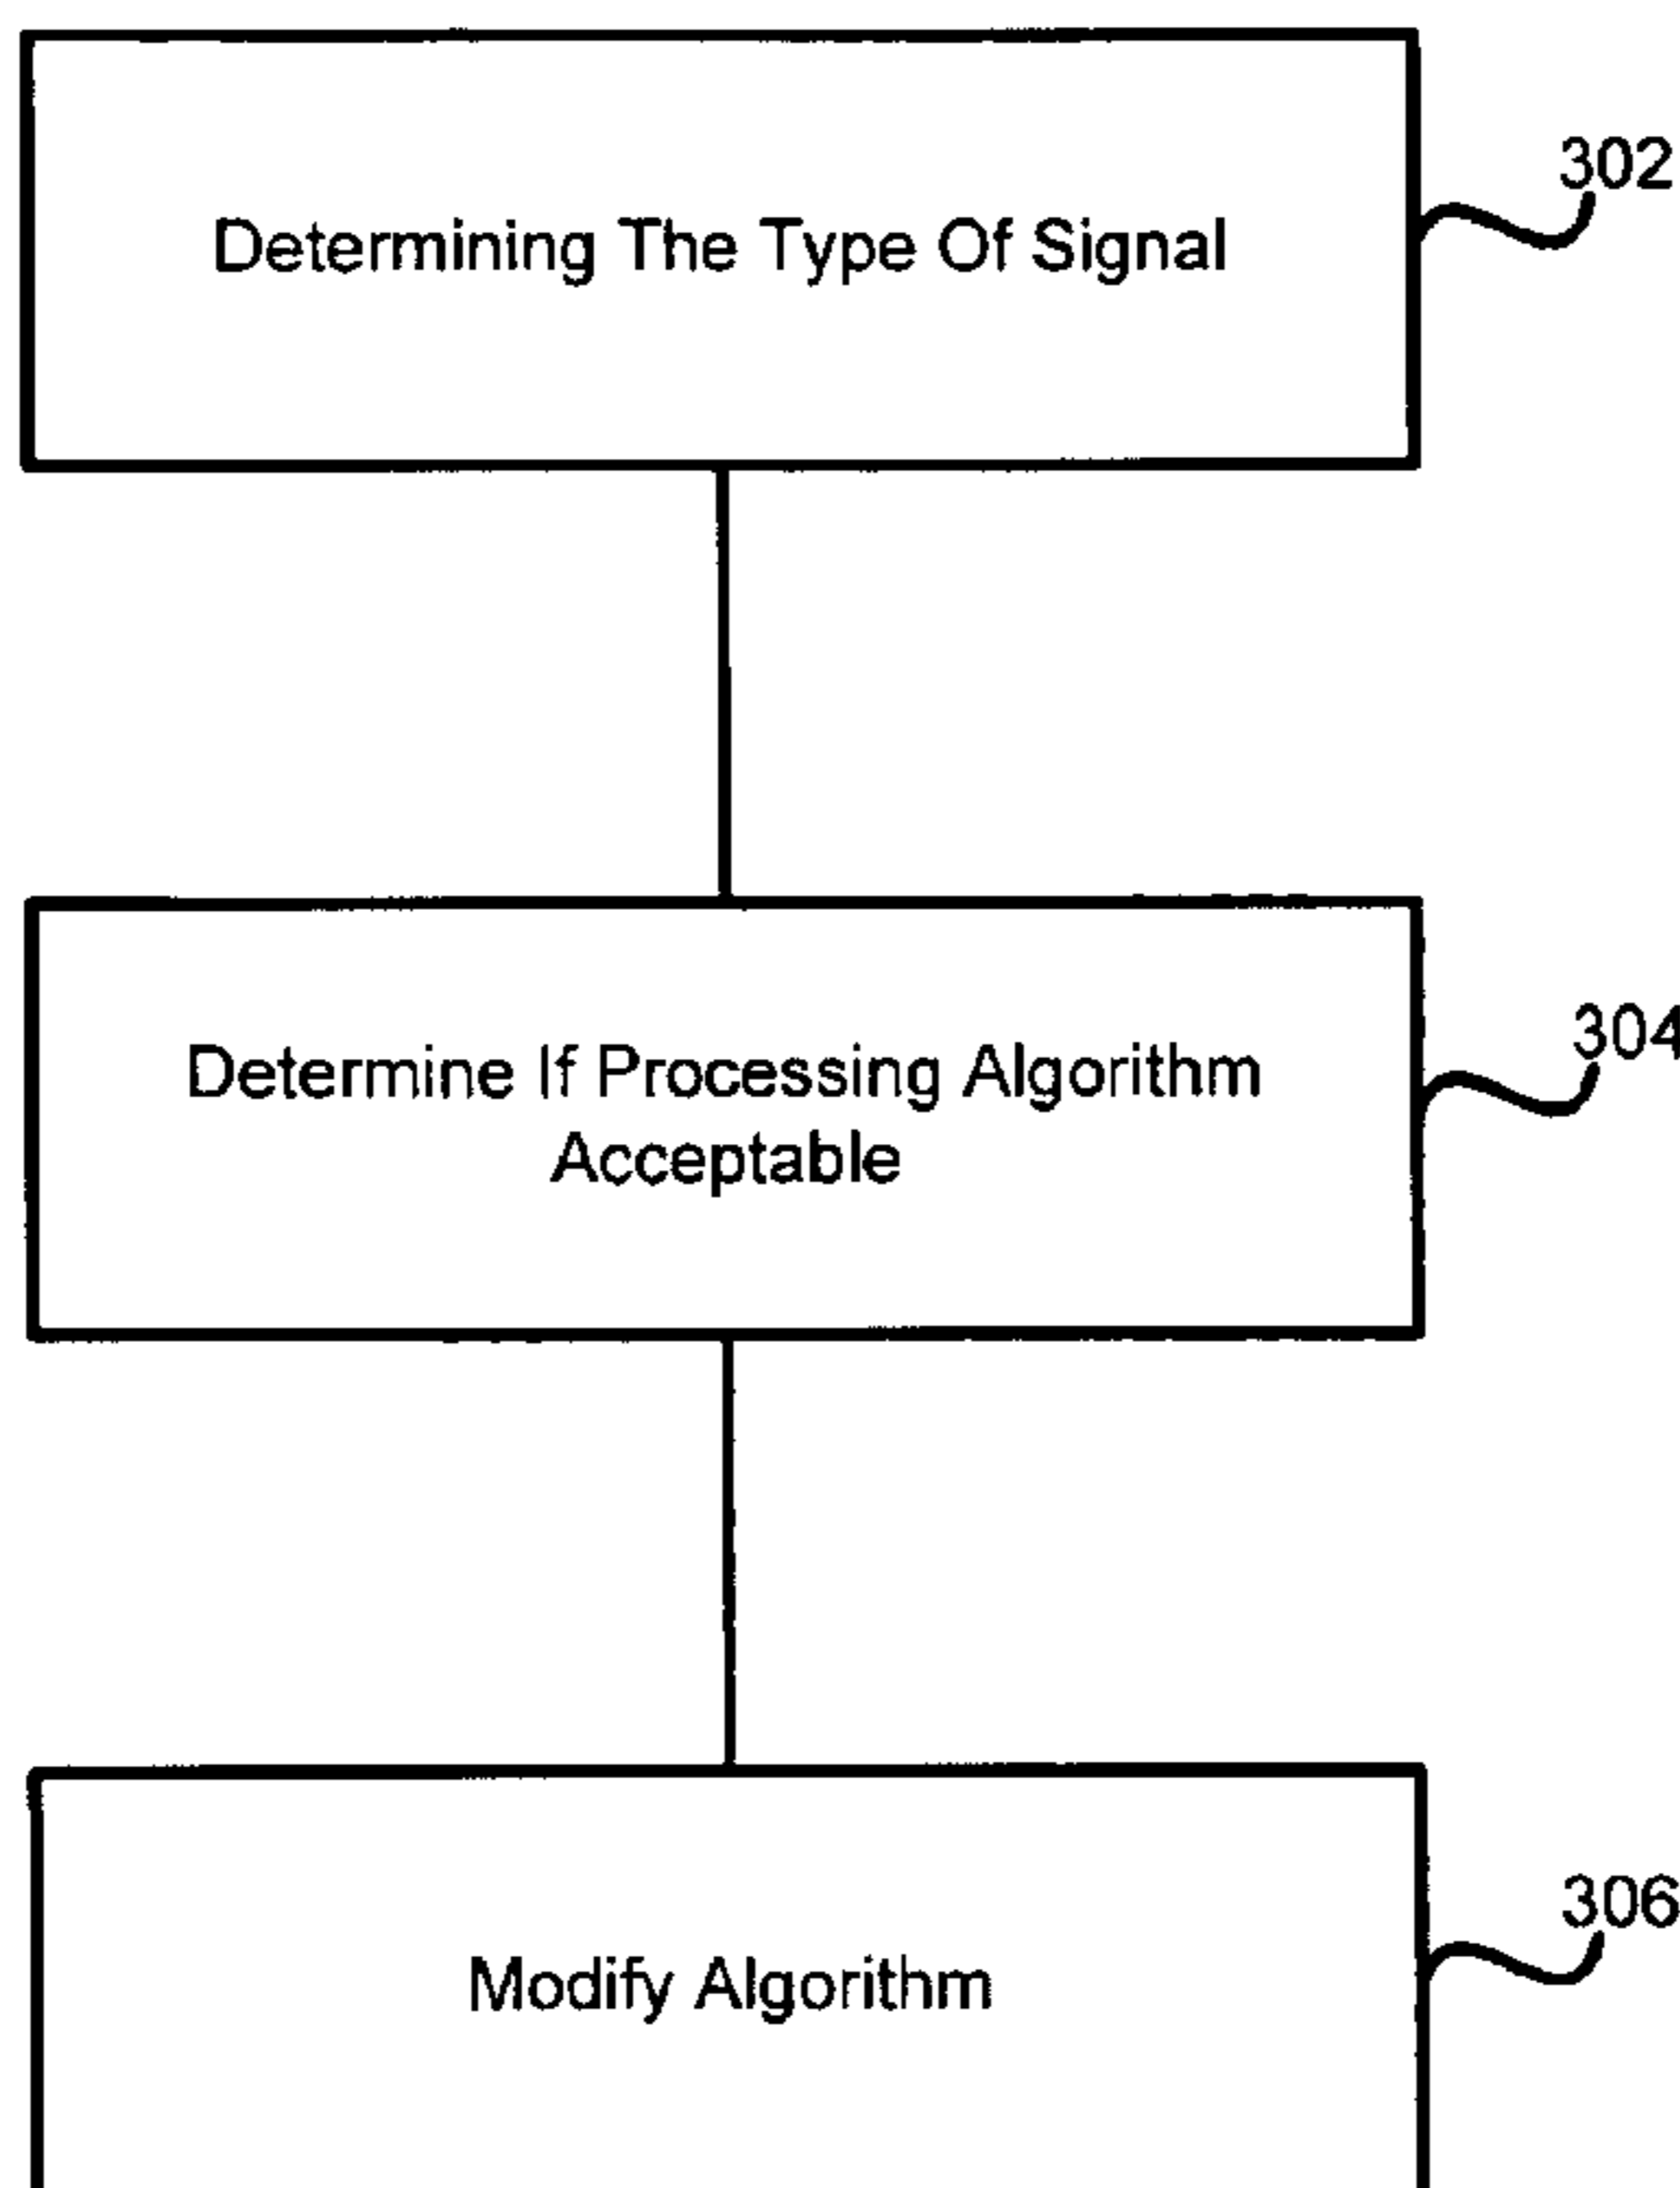 302
Determining The Type Of Signal
304
Determine If Processing Algorithm
Acceptable
306
Modify Algorithm